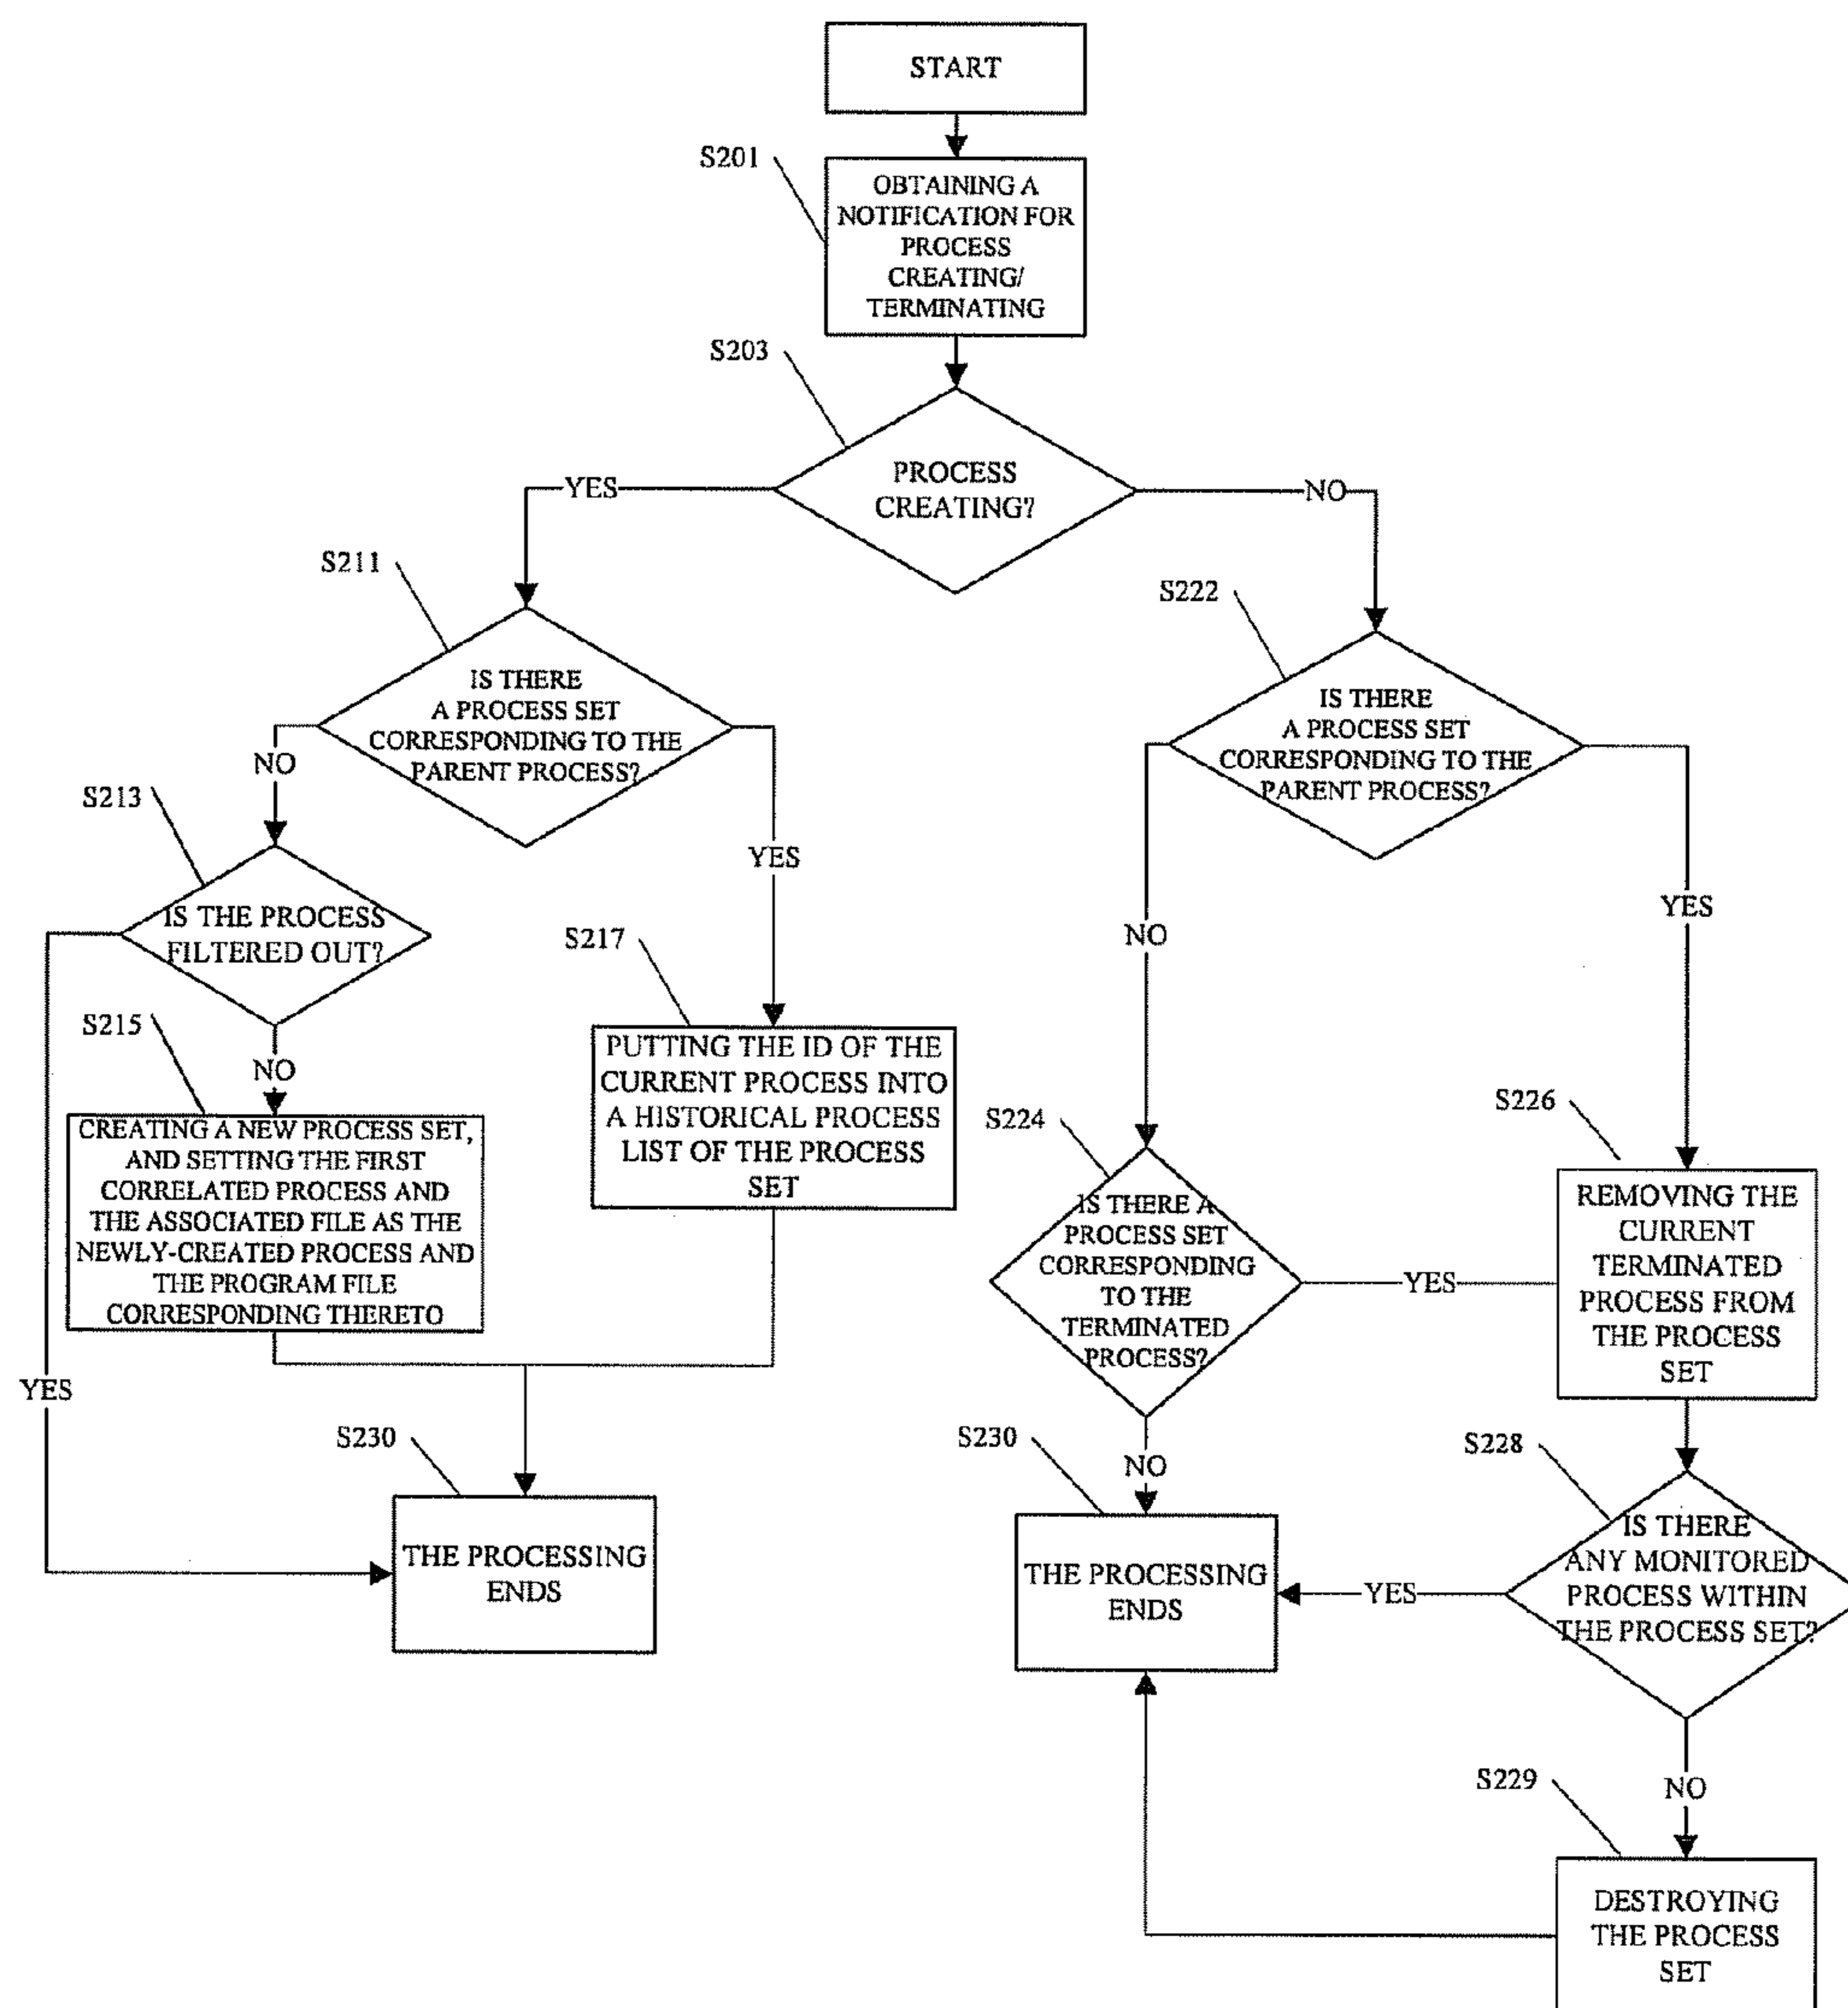 START
S201
OBTAINING A
NOTIFICATION FOR
PROCESS
CREATING/
TERMINATING
S203
PROCESS
CREATING?
YES
NO
S211
IS THERE
A PROCESS SET
CORRESPONDING TO THE
PARENT PROCESS?
S222
IS THERE
A PROCESS SET
CORRESPONDING TO THE
PARENT PROCESS?
NO
YES
S213
IS THE PROCESS
FILTERED OUT?
NO
YES
S217
PUTTING THE ID OF THE
CURRENT PROCESS INTO
A HISTORICAL PROCESS
LIST OF THE PROCESS
SET
S215
NO
CREATING A NEW PROCESS SET,
AND SETTING THE FIRST
CORRELATED PROCESS AND
THE ASSOCIATED FILE AS THE
NEWLY-CREATED PROCESS AND
THE PROGRAM FILE
CORRESPONDING THERETO
YES
S224
IS THERE A
PROCESS SET
CORRESPONDING
TO THE
TERMINATED
PROCESS?
YES
S226
REMOVING THE
CURRENT
TERMINATED
PROCESS FROM
THE PROCESS
SET
S230
THE PROCESSING
ENDS
S230
NO
THE PROCESSING
ENDS
YES
S228
IS THERE
ANY MONITORED
PROCESS WITHIN
THE PROCESS SET?
S229
NO
DESTROYING
THE PROCESS
SET